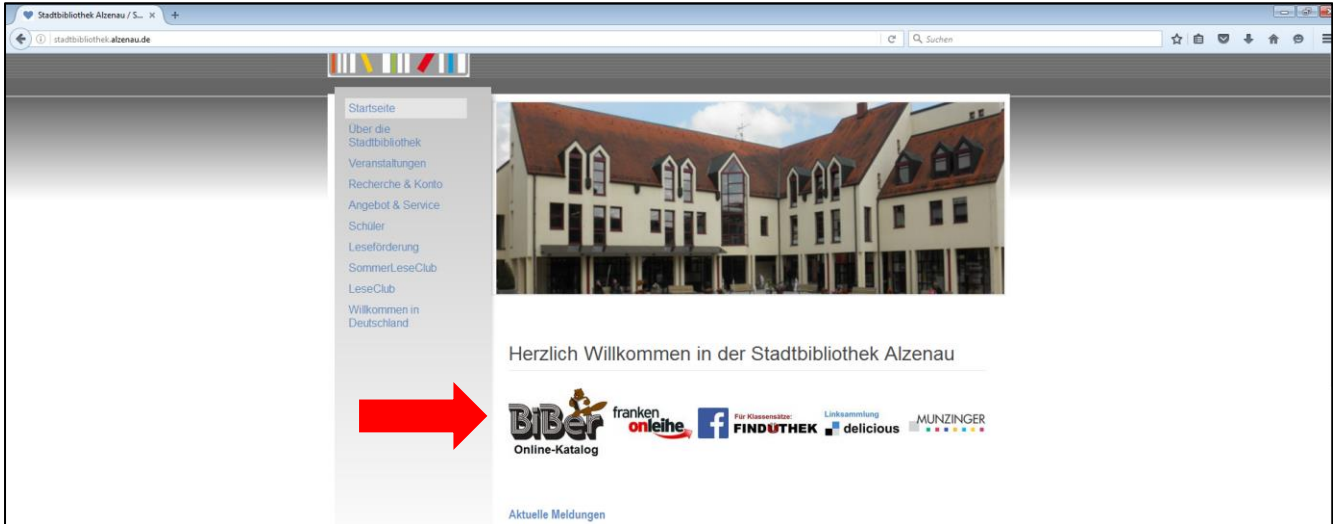 Stadtbibliothek Alzenau / S...
stadtbibliothek.alzenau.de
Suchen
Startseite
Über die
Stadtbibliothek
Veranstaltungen
Recherche & Konto
Angebot & Service
Schüler
Leseförderung
SommerLeseClub
LeseClub
Willkommen in
Deutschland
Herzlich Willkommen in der Stadtbibliothek Alzenau
BiBer
Online-Katalog
franken
onleihe
f
Für Klassensätze:
FINDÜTHEK
Linksammlung
delicious
MUNZINGER
Aktuelle Meldungen